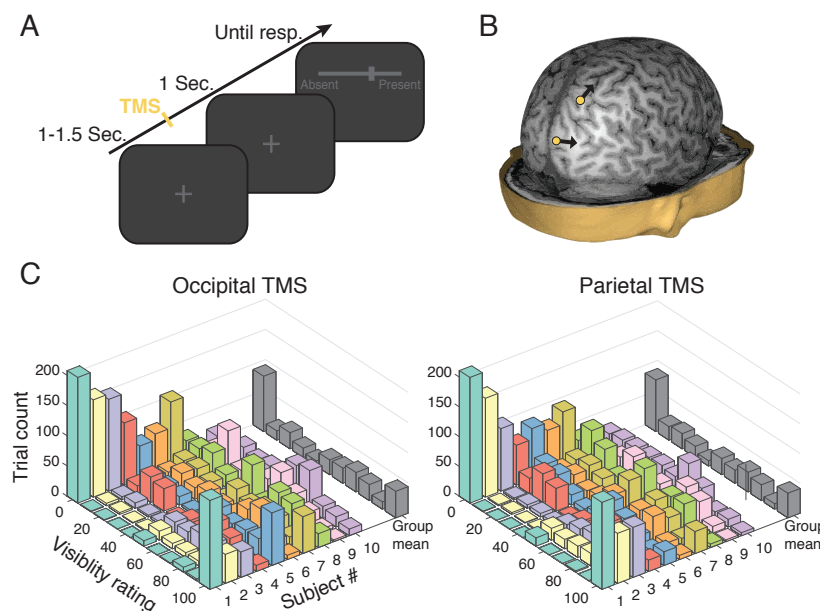 A
Until resp.
1 Sec.
TMS
1-1.5 Sec.
Absent
Present
B
C
Occipital TMS
Trial count
200
150
100
50
0
0
20
40
60
80
100
Visiblity rating
1
2
3
4
5
6
7
8
9
10
Group
mean
Subject #
Parietal TMS
200
150
100
50
0
0
20
40
60
80
100
1
2
3
4
5
6
7
8
9
10
Group
mean